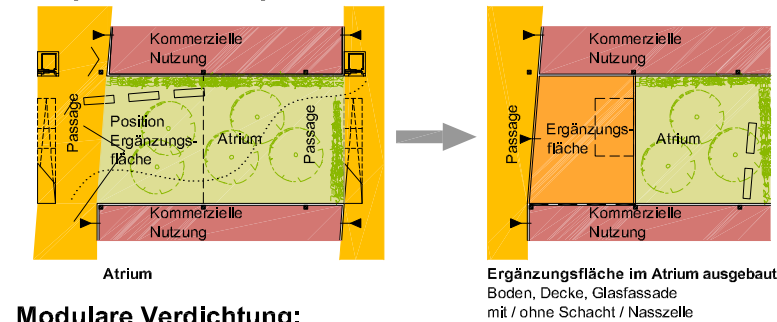 Kommerzielle
Nutzung
Passage
Position
Ergänzungs-
fläche
Atrium
Passage
Kommerzielle
Nutzung
Atrium
Kommerzielle
Nutzung
Passage
Ergänzungs-
fläche
Atrium
Kommerzielle
Nutzung
Ergänzungsfläche im Atrium ausgebaut
Boden, Decke, Glasfassade
mit / ohne Schacht / Nasszelle
Modulare Verdichtung: